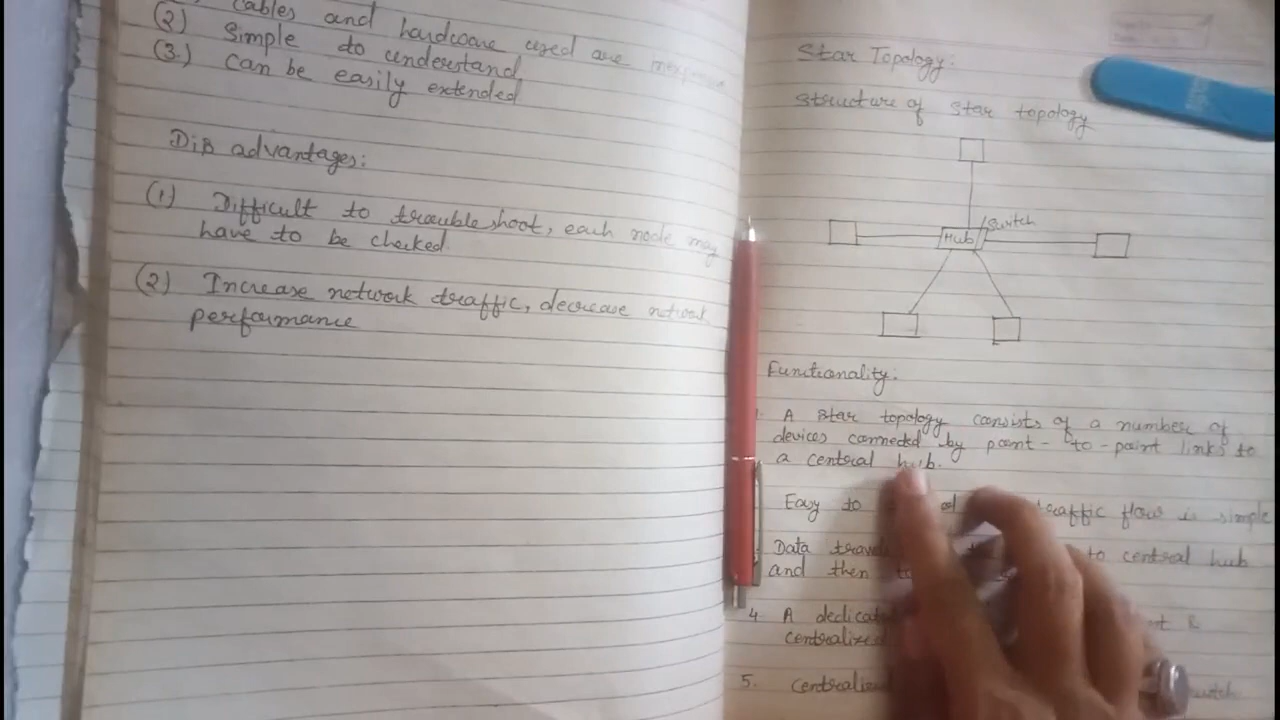 cables and hardware used are
(2) Simple to understand
(3.) can be easily extended
Dis advantages:
(1) Difficult to trouble shoot, each node may
have to be checked.
(2) Increase network traffic, decrease network
performance
Star Topology:
Structure of star topology
Hub/Switch
Functionality:
1. A star topology consists of a number of
devices connected by point-to-point links to
a central hub.
Easy to traffic flow is simple
Data to central hub
and then
4. A
centralized
5.